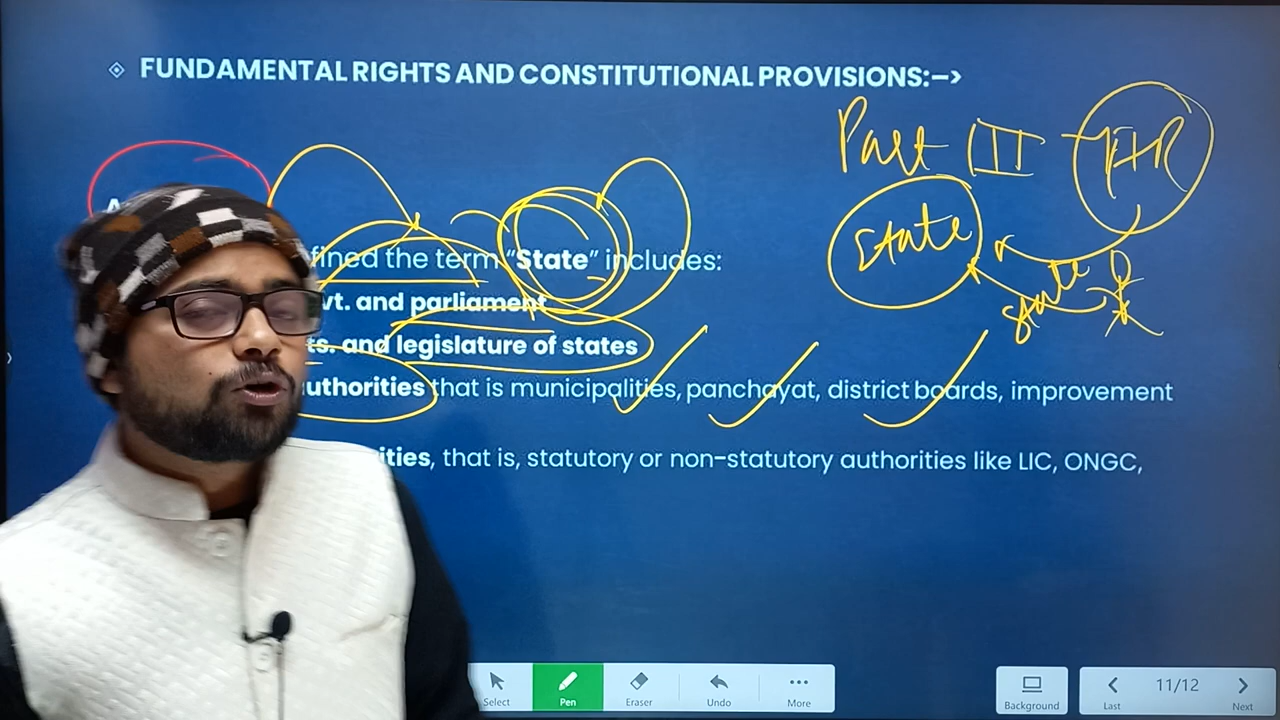 FUNDAMENTAL RIGHTS AND CONSTITUTIONAL PROVISIONS:–>
Part III
FR
State
State
fined the term “State” includes:
vt. and parliament
ts. and legislature of states
uthorities that is municipalities, panchayat, district boards, improvement
ities, that is, statutory or non-statutory authorities like LIC, ONGC,
Select
Pen
Eraser
Undo
More
Background
Last
11/12
Next